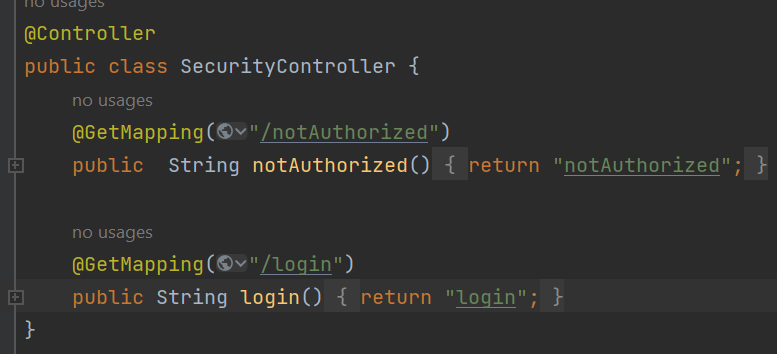 no usages
@Controller
public class SecurityController {
no usages
@GetMapping("/notAuthorized")
public  String notAuthorized() { return "notAuthorized"; }
no usages
@GetMapping("/login")
public String login() { return "login"; }
}